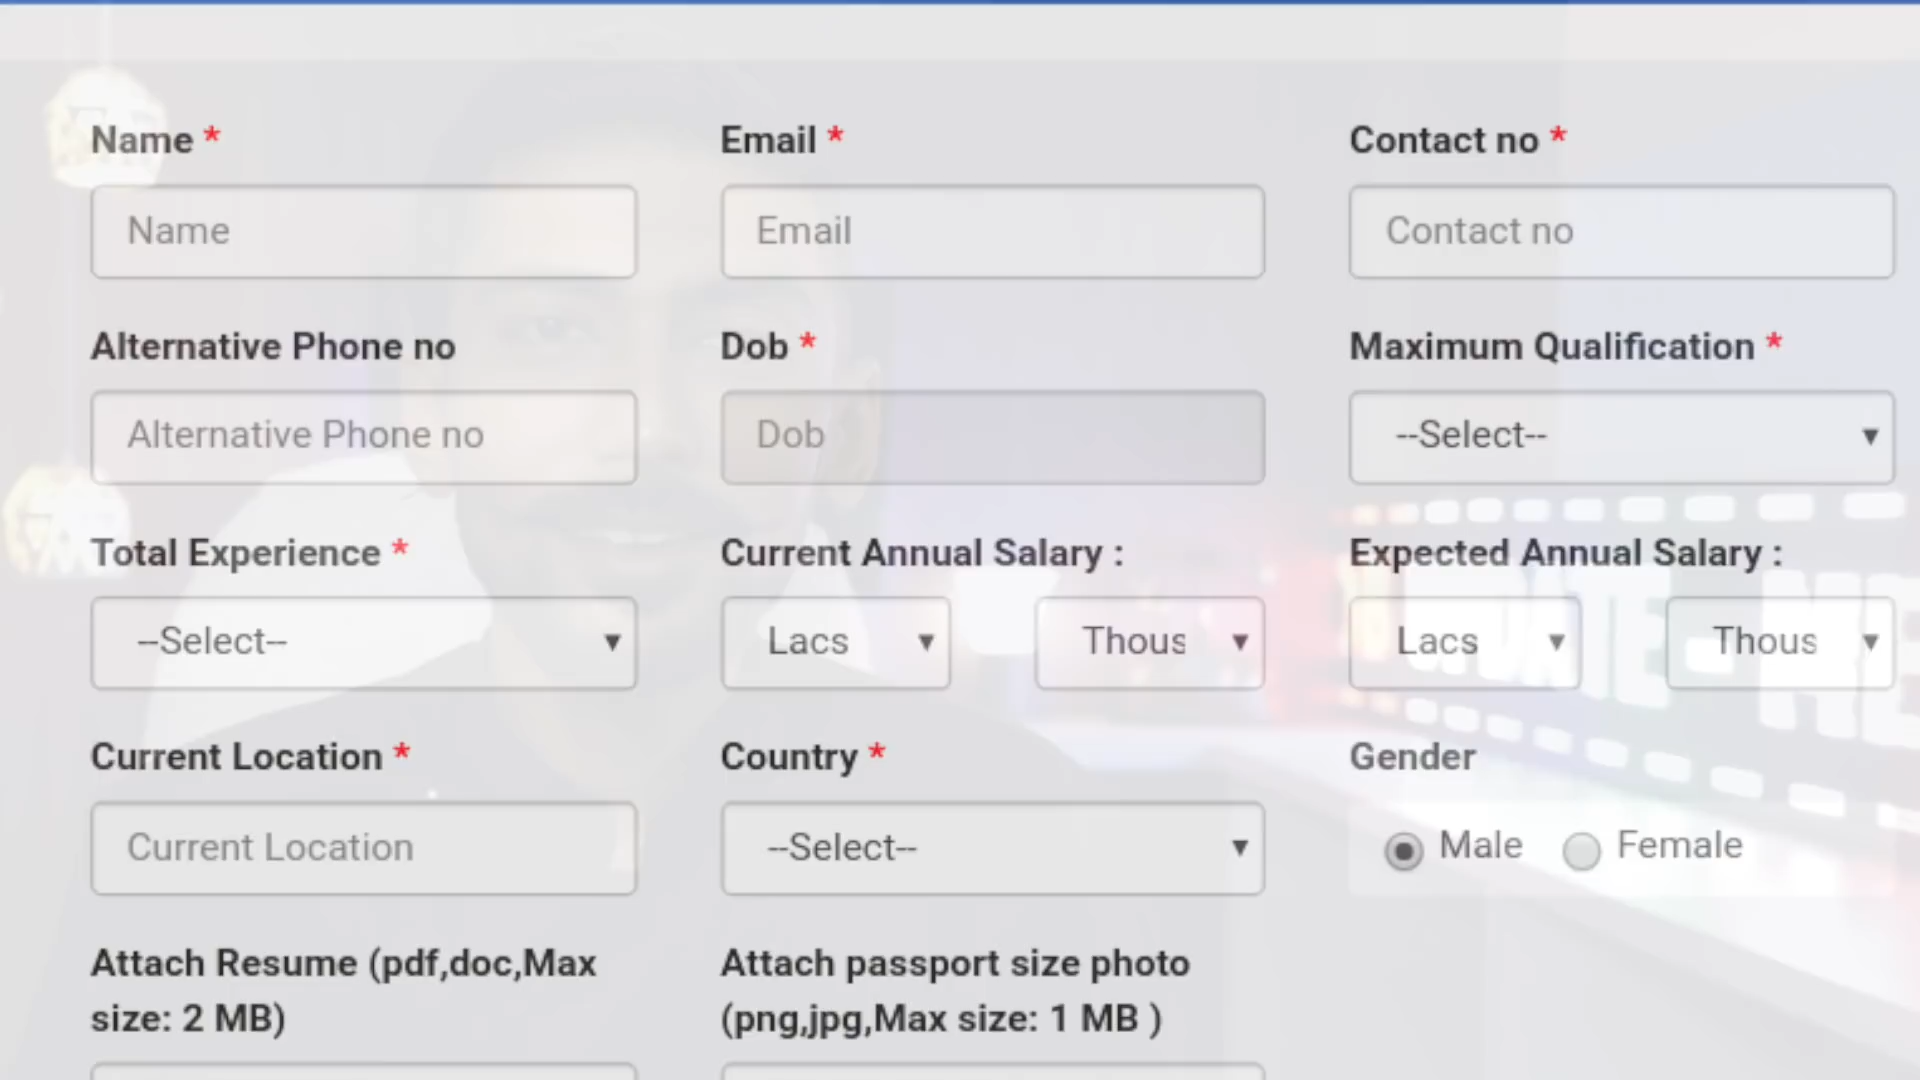 Name * Email * Contact no *
Name Email Contact no
Alternative Phone no Dob * Maximum Qualification *
Alternative Phone no Dob --Select--
Total Experience * Current Annual Salary : Expected Annual Salary :
--Select-- Lacs Thous Lacs Thous
Current Location * Country * Gender
Current Location --Select-- Male Female
Attach Resume (pdf,doc,Max Attach passport size photo
size: 2 MB) (png,jpg,Max size: 1 MB )